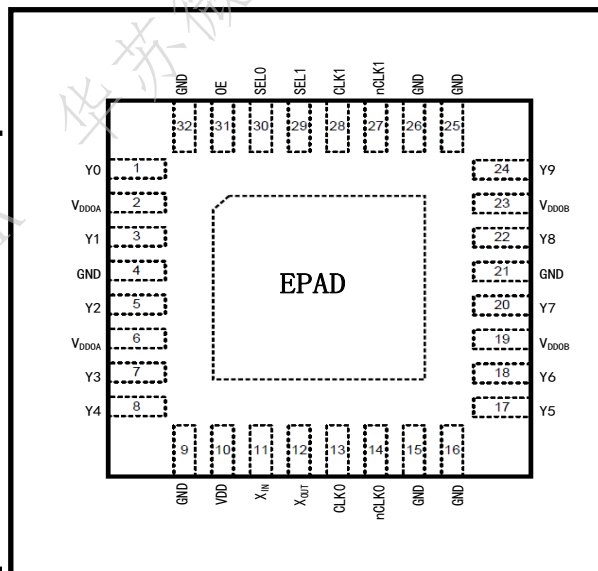 华苏微
GND OE SEL0 SEL1 CLK1 nCLK1 GND GND
32 31 30 29 28 27 26 25
Y0 1 24 Y9
VDDOA 2 23 VDDOB
Y1 3 22 Y8
GND 4 21 GND
EPAD
Y2 5 20 Y7
VDDOA 6 19 VDDOB
Y3 7 18 Y6
Y4 8 17 Y5
9 10 11 12 13 14 15 16
GND VDD XIN XOUT CLK0 nCLK0 GND GND